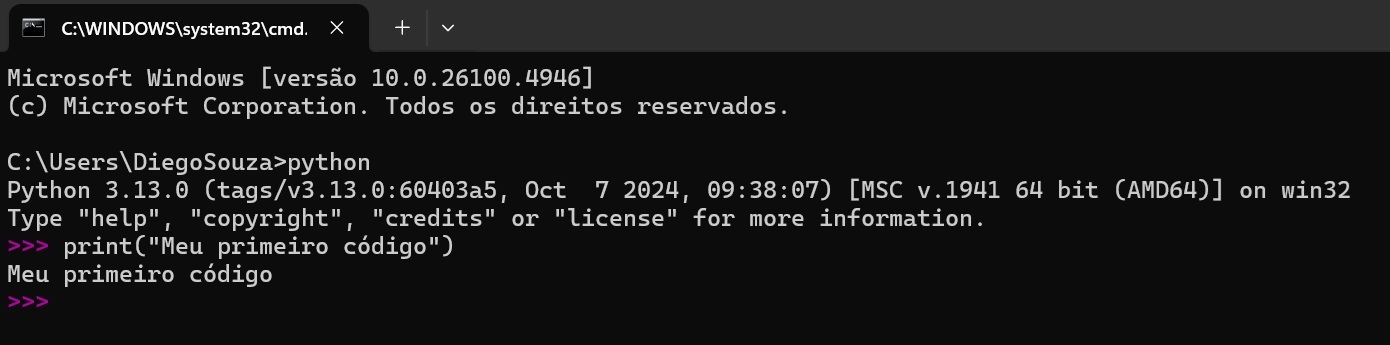 C:\WINDOWS\system32\cmd.
Microsoft Windows [versão 10.0.26100.4946]
(c) Microsoft Corporation. Todos os direitos reservados.
C:\Users\DiegoSouza>python
Python 3.13.0 (tags/v3.13.0:60403a5, Oct  7 2024, 09:38:07) [MSC v.1941 64 bit (AMD64)] on win32
Type "help", "copyright", "credits" or "license" for more information.
>>> print("Meu primeiro código")
Meu primeiro código
>>>